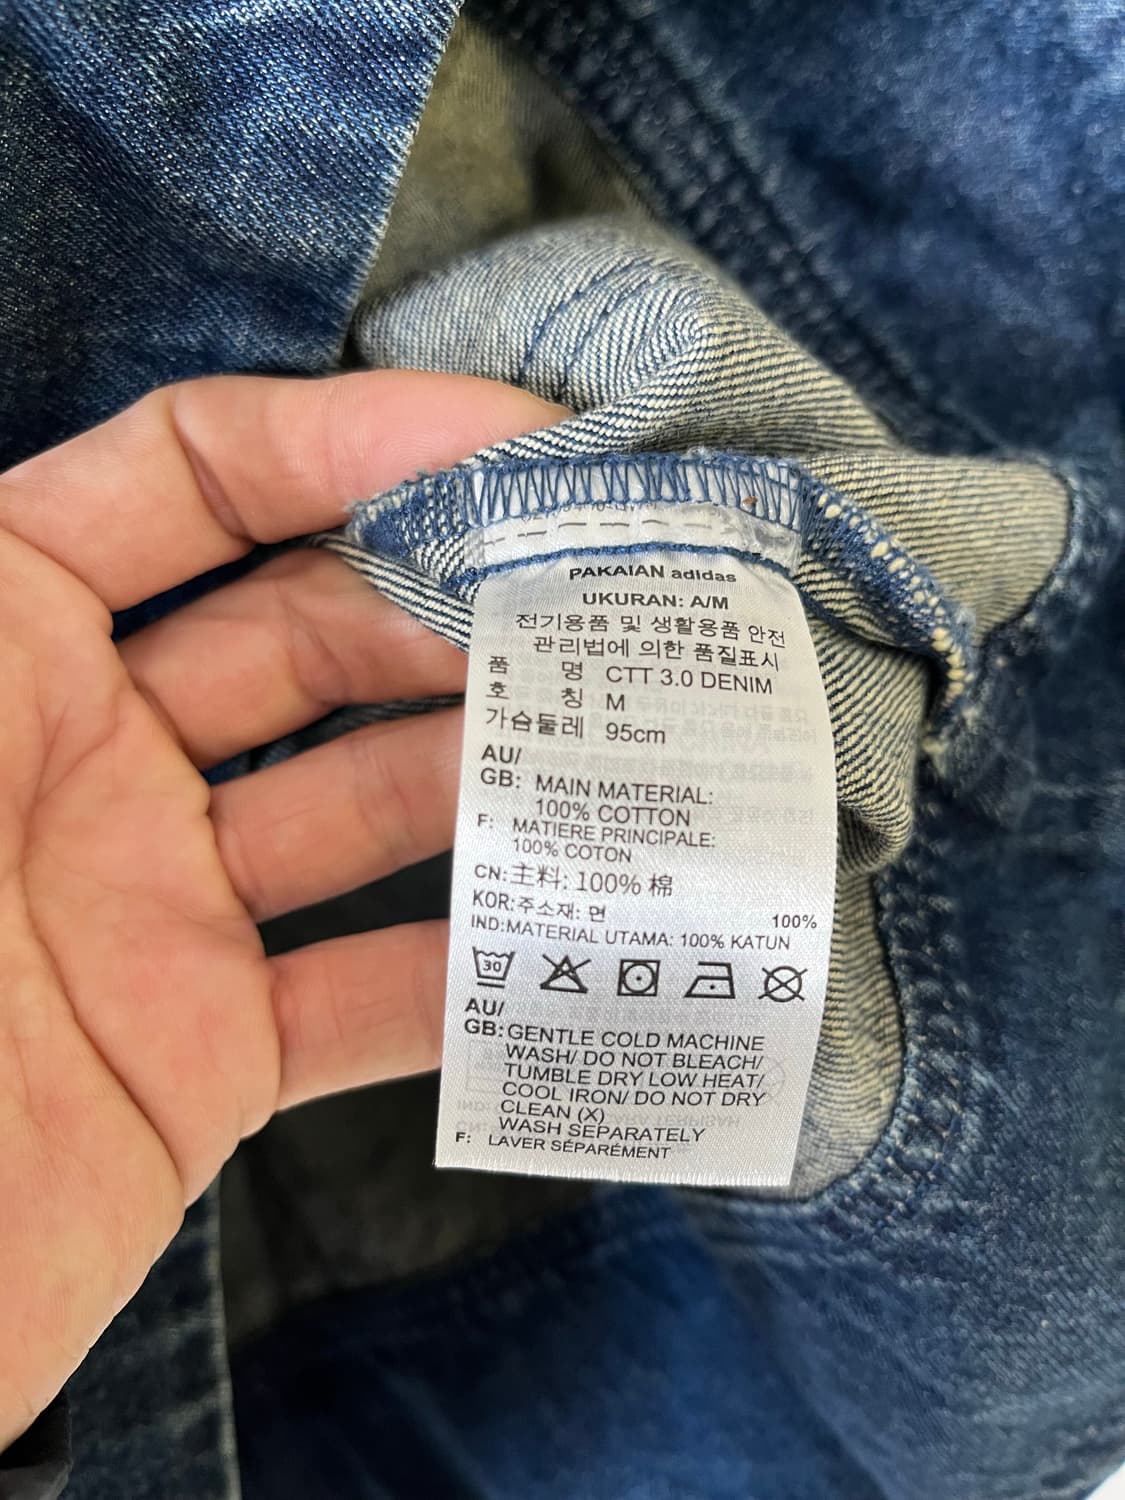 PAKAIAN adidas
UKURAN: A/M
전기용품 및 생활용품 안전
관리법에 의한 품질표시
품 명 CTT 3.0 DENIM
호 칭 M
가슴둘레 95cm
AU/
GB: MAIN MATERIAL:
100% COTTON
F: MATIERE PRINCIPALE:
100% COTON
CN:主料: 100% 棉
KOR:주소재: 면 100%
IND:MATERIAL UTAMA: 100% KATUN
30
AU/
GB:GENTLE COLD MACHINE
WASH/ DO NOT BLEACH/
TUMBLE DRY LOW HEAT/
COOL IRON/ DO NOT DRY
CLEAN (X)
WASH SEPARATELY
F: LAVER SÉPARÉMENT